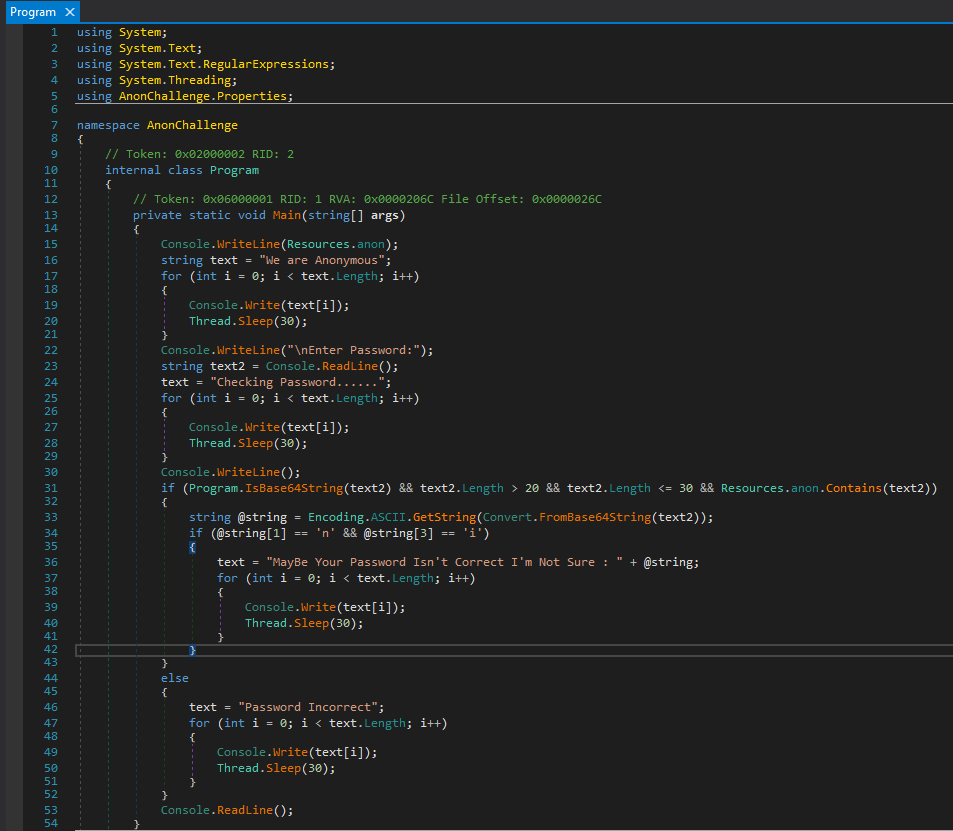 Program ✕
1 using System;
2 using System.Text;
3 using System.Text.RegularExpressions;
4 using System.Threading;
5 using AnonChallenge.Properties;
6
7 namespace AnonChallenge
8 {
9 // Token: 0x02000002 RID: 2
10 internal class Program
11 {
12 // Token: 0x06000001 RID: 1 RVA: 0x0000206C File Offset: 0x0000026C
13 private static void Main(string[] args)
14 {
15 Console.WriteLine(Resources.anon);
16 string text = "We are Anonymous";
17 for (int i = 0; i < text.Length; i++)
18 {
19 Console.Write(text[i]);
20 Thread.Sleep(30);
21 }
22 Console.WriteLine("\nEnter Password:");
23 string text2 = Console.ReadLine();
24 text = "Checking Password......";
25 for (int i = 0; i < text.Length; i++)
26 {
27 Console.Write(text[i]);
28 Thread.Sleep(30);
29 }
30 Console.WriteLine();
31 if (Program.IsBase64String(text2) && text2.Length > 20 && text2.Length <= 30 && Resources.anon.Contains(text2))
32 {
33 string @string = Encoding.ASCII.GetString(Convert.FromBase64String(text2));
34 if (@string[1] == 'n' && @string[3] == 'i')
35 {
36 text = "MayBe Your Password Isn't Correct I'm Not Sure : " + @string;
37 for (int i = 0; i < text.Length; i++)
38 {
39 Console.Write(text[i]);
40 Thread.Sleep(30);
41 }
42 }
43 }
44 else
45 {
46 text = "Password Incorrect";
47 for (int i = 0; i < text.Length; i++)
48 {
49 Console.Write(text[i]);
50 Thread.Sleep(30);
51 }
52 }
53 Console.ReadLine();
54 }